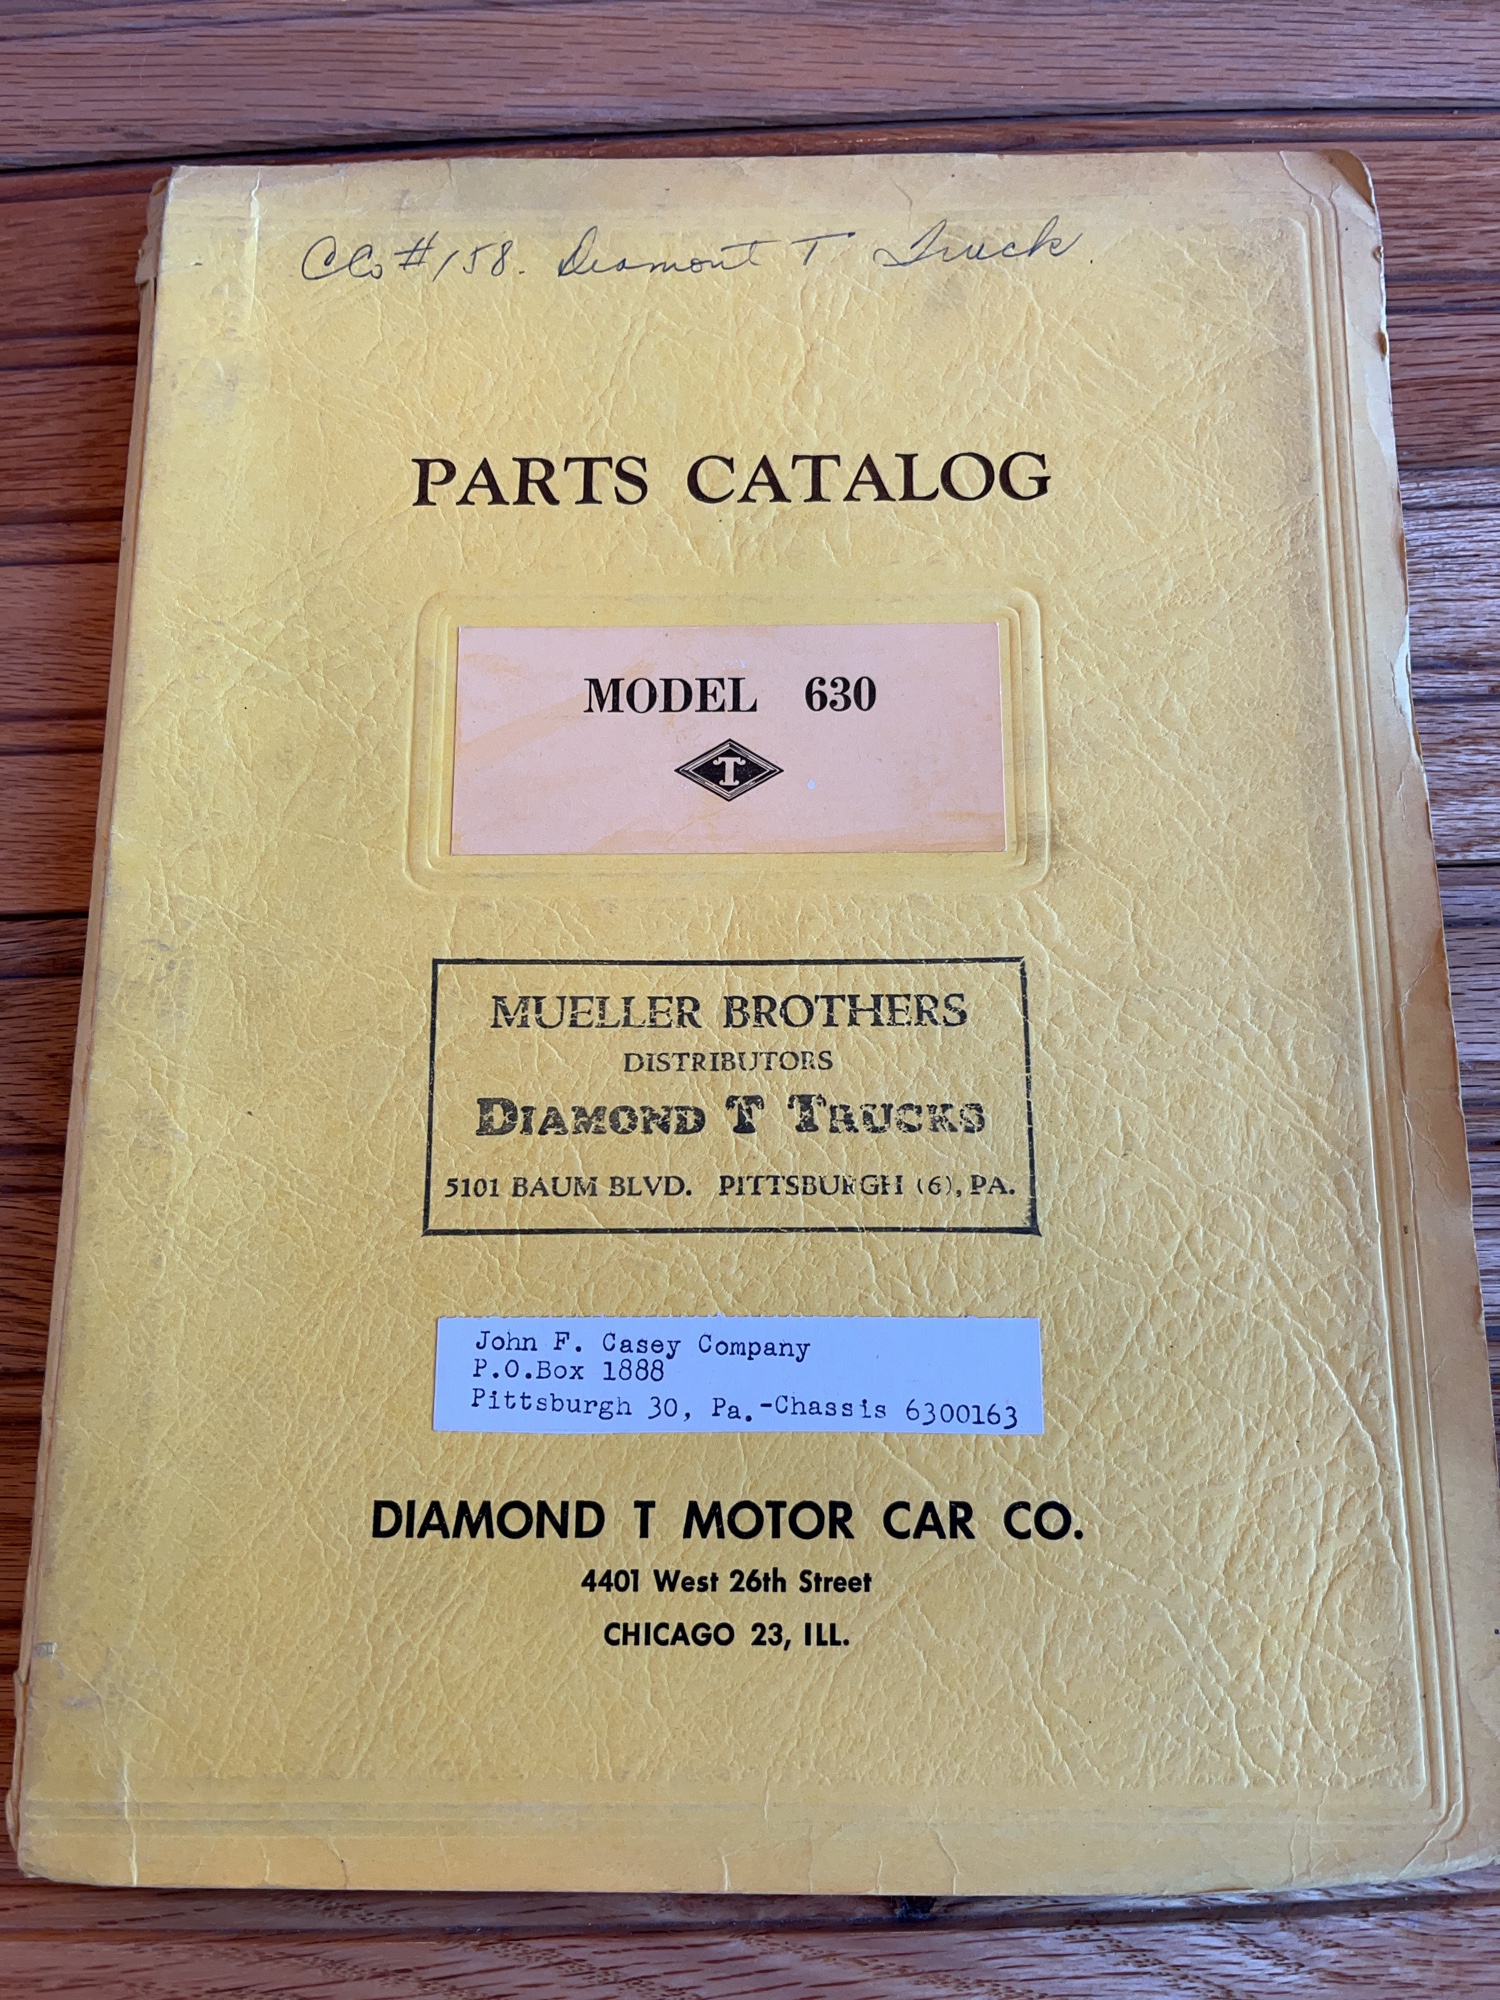 CCo #158. Diamont T Truck.
PARTS CATALOG
MODEL 630
T
MUELLER BROTHERS
DISTRIBUTORS
DIAMOND T TRUCKS
5101 BAUM BLVD. PITTSBURGH (6), PA.
John F. Casey Company
P.O.Box 1888
Pittsburgh 30, Pa.-Chassis 6300163
DIAMOND T MOTOR CAR CO.
4401 West 26th Street
CHICAGO 23, ILL.